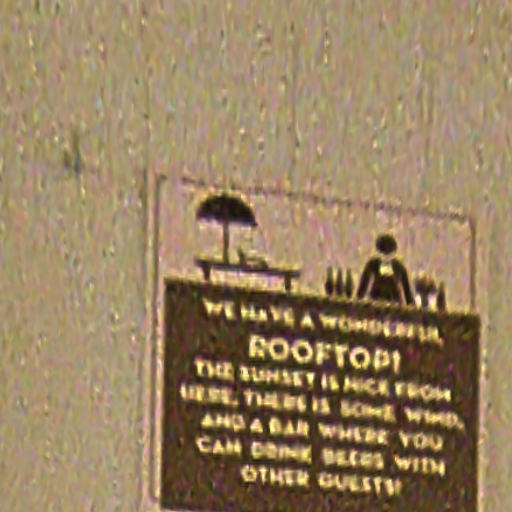 WE HAVE A WONDERFUL
ROOFTOP!
THE SUNSET IS NICE FROM
HERE, THERE IS SOME WIND,
AND A BAR WHERE YOU
CAN DRINK BEERS WITH
OTHER GUESTS!